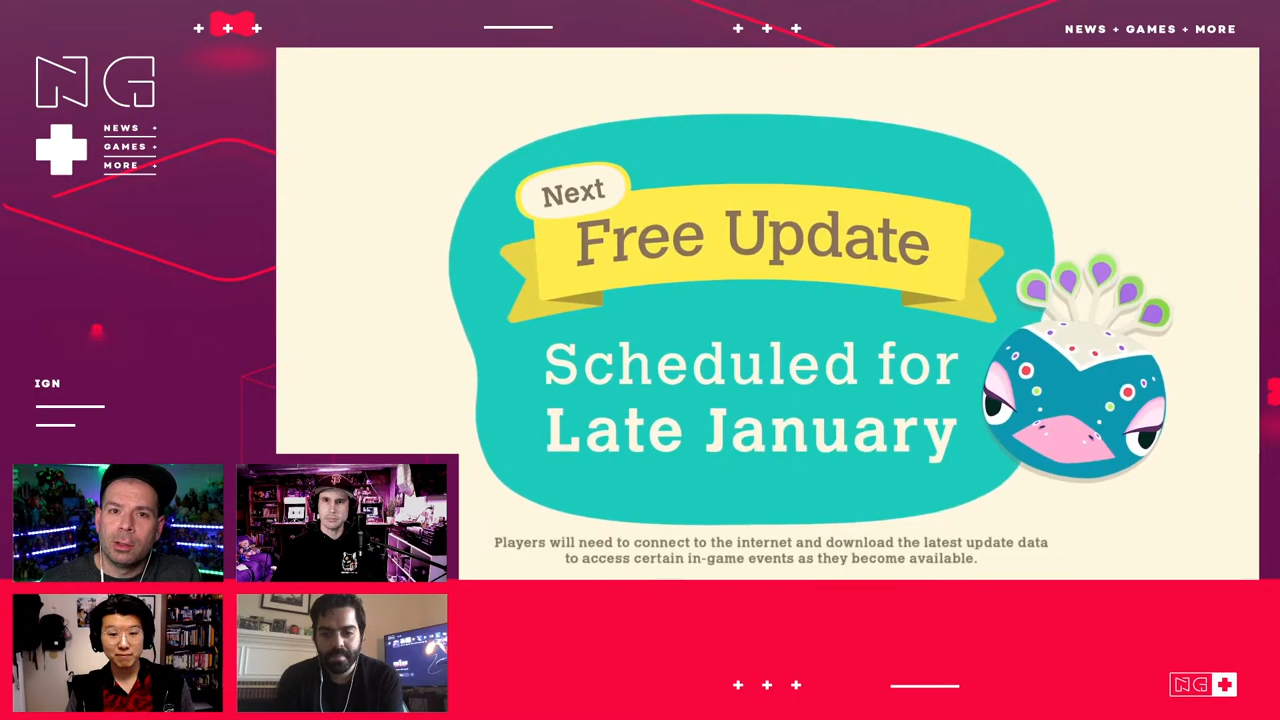 NEWS + GAMES + MORE
NG
NEWS +
GAMES +
MORE +
Next
Free Update
Scheduled for
Late January
IGN
Players will need to connect to the internet and download the latest update data
to access certain in-game events as they become available.
NG+